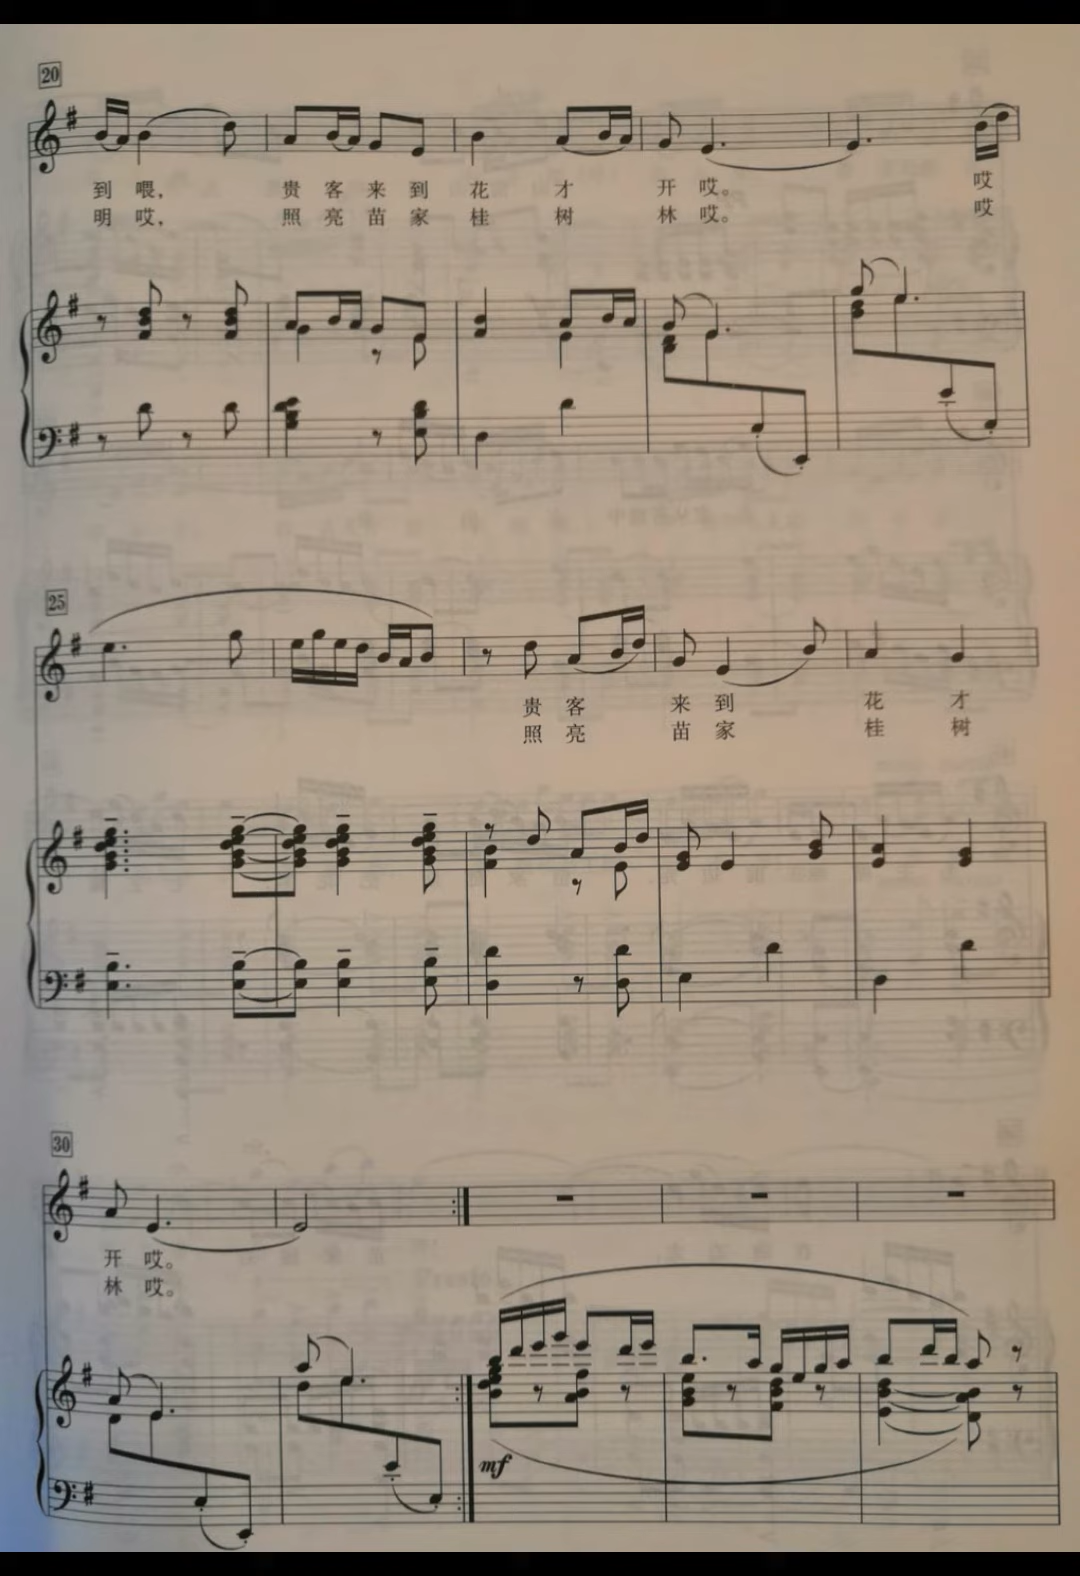 20
到 喂， 贵 客 来 到 花 才 开 哎。 哎
明 哎， 照 亮 苗 家 桂 树 林 哎。 哎
25
贵 客 来 到 花 才
照 亮 苗 家 桂 树
30
开 哎。
林 哎。
mf